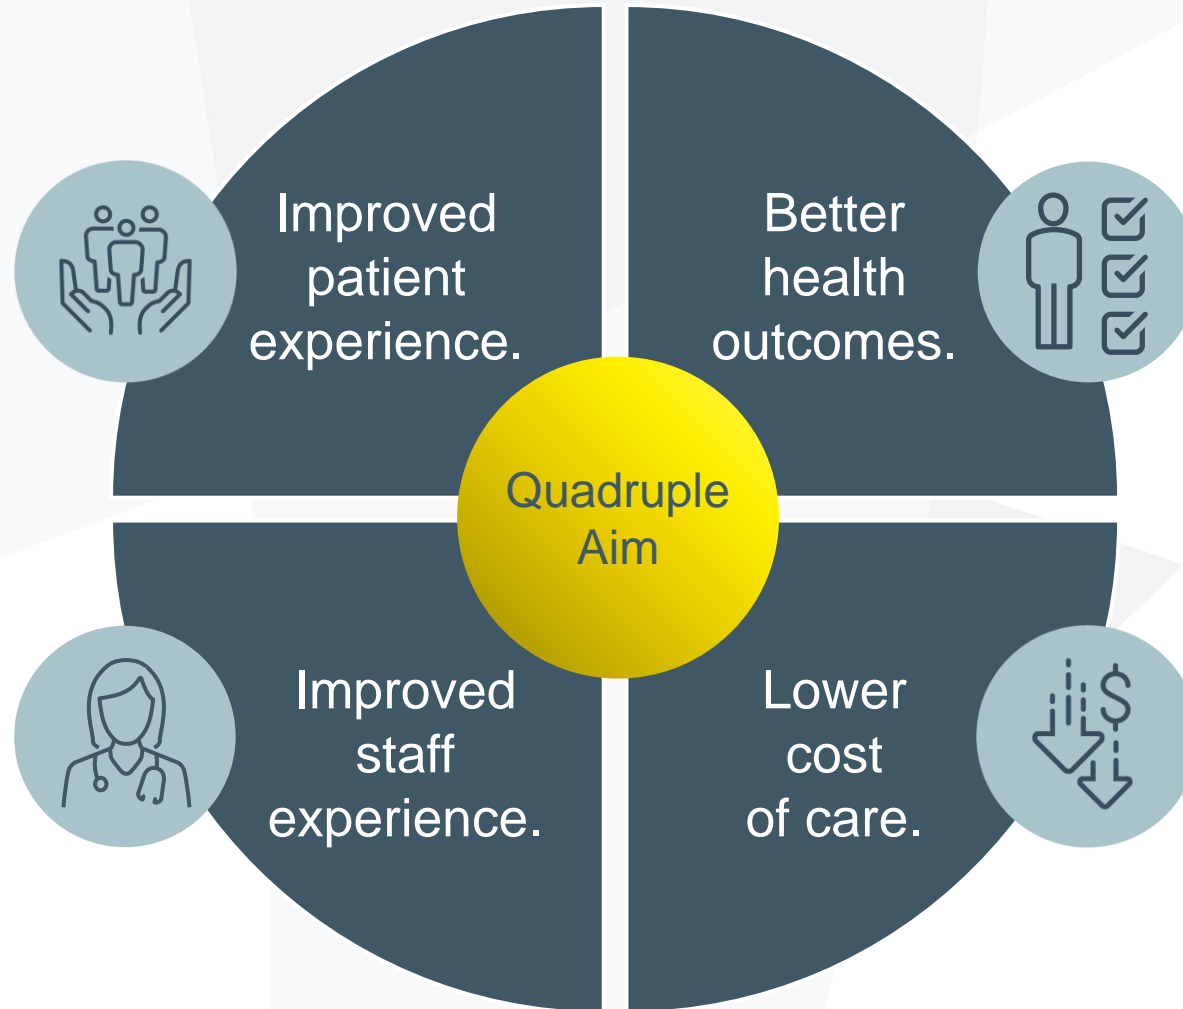 Improved
patient
experience.
Better
health
outcomes.
Quadruple
Aim
Improved
staff
experience.
Lower
cost
of care.
$